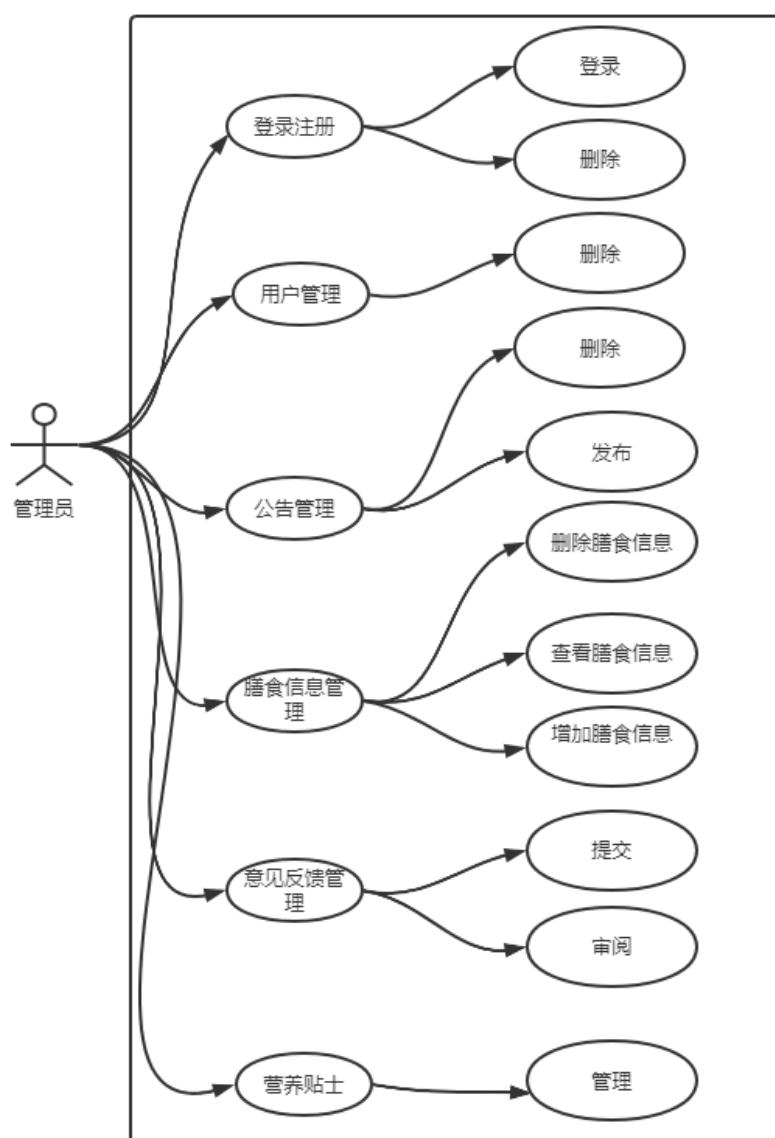 登录
登录注册
删除
删除
用户管理
删除
发布
管理员
公告管理
删除膳食信息
查看膳食信息
膳食信息管
理
增加膳食信息
提交
意见反馈管
理
审阅
管理
营养贴士